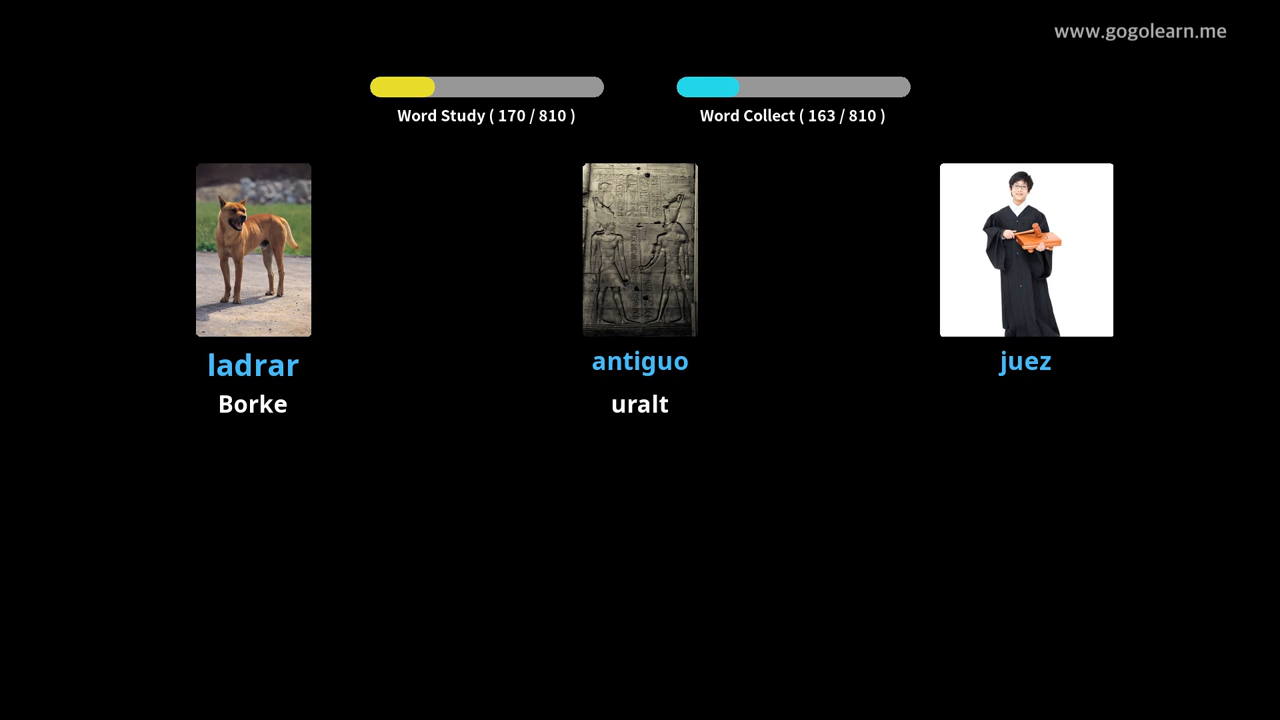 www.gogolearn.me
Word Study ( 170 / 810 )
Word Collect ( 163 / 810 )
ladrar
antiguo
juez
Borke
uralt